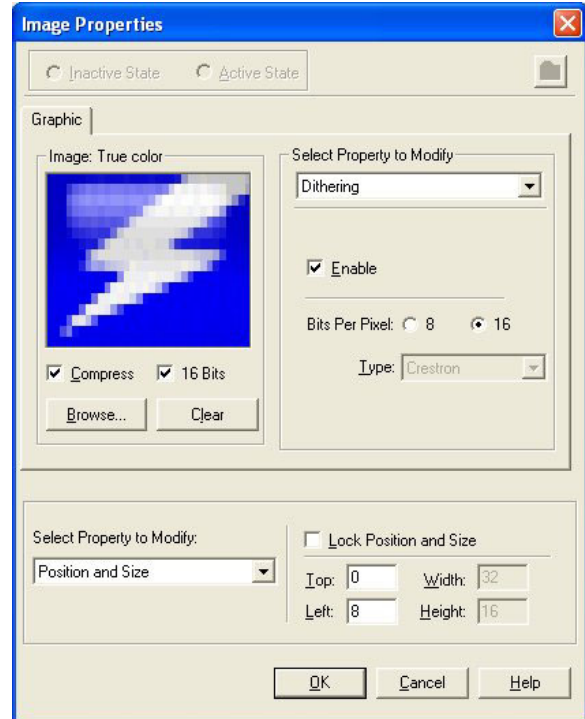 Image Properties
Inactive State Active State
Graphic
Image: True color
Compress 16 Bits
Browse... Clear
Select Property to Modify
Dithering
Enable
Bits Per Pixel: 8 16
Type: Crestron
Select Property to Modify:
Position and Size
Lock Position and Size
Top: 0 Width: 32
Left: 8 Height: 16
OK Cancel Help